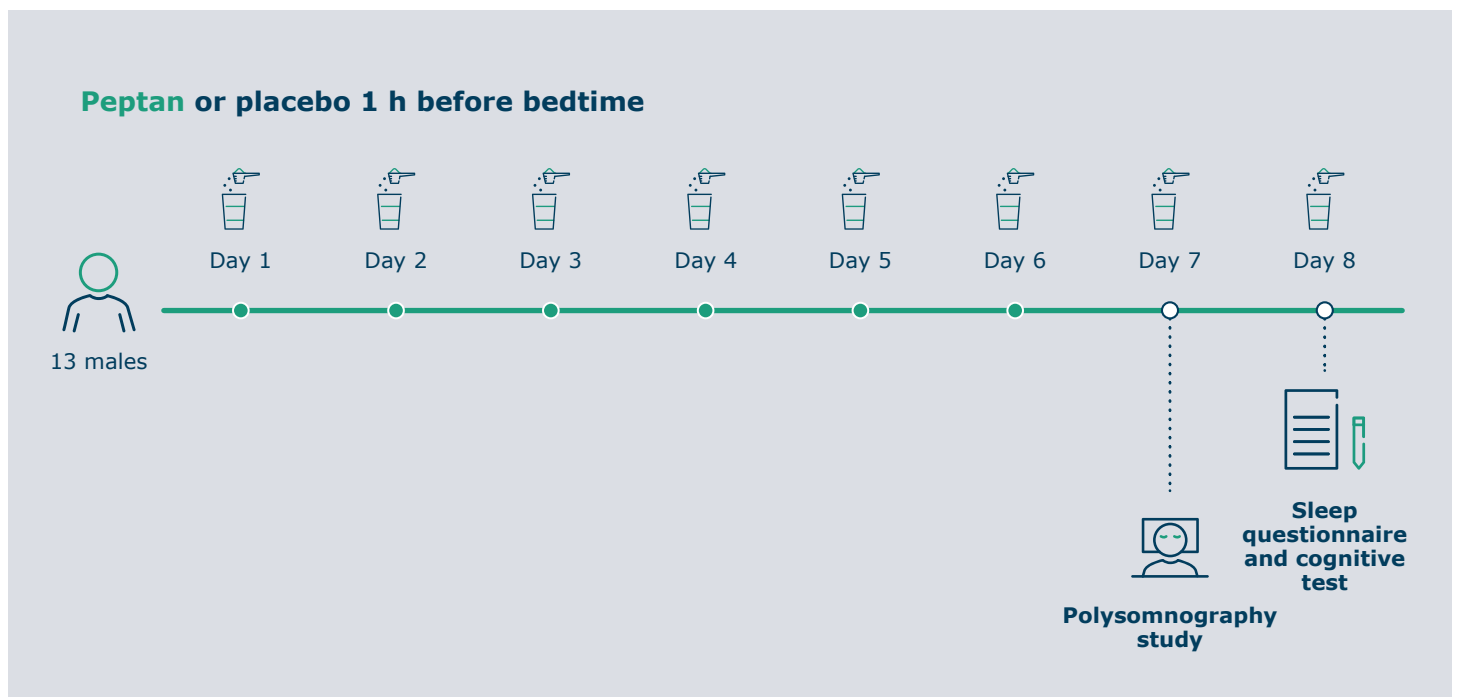 Peptan or placebo 1 h before bedtime
Day 1
Day 2
Day 3
Day 4
Day 5
Day 6
Day 7
Day 8
13 males
Sleep
questionnaire
and cognitive
test
Polysomnography
study